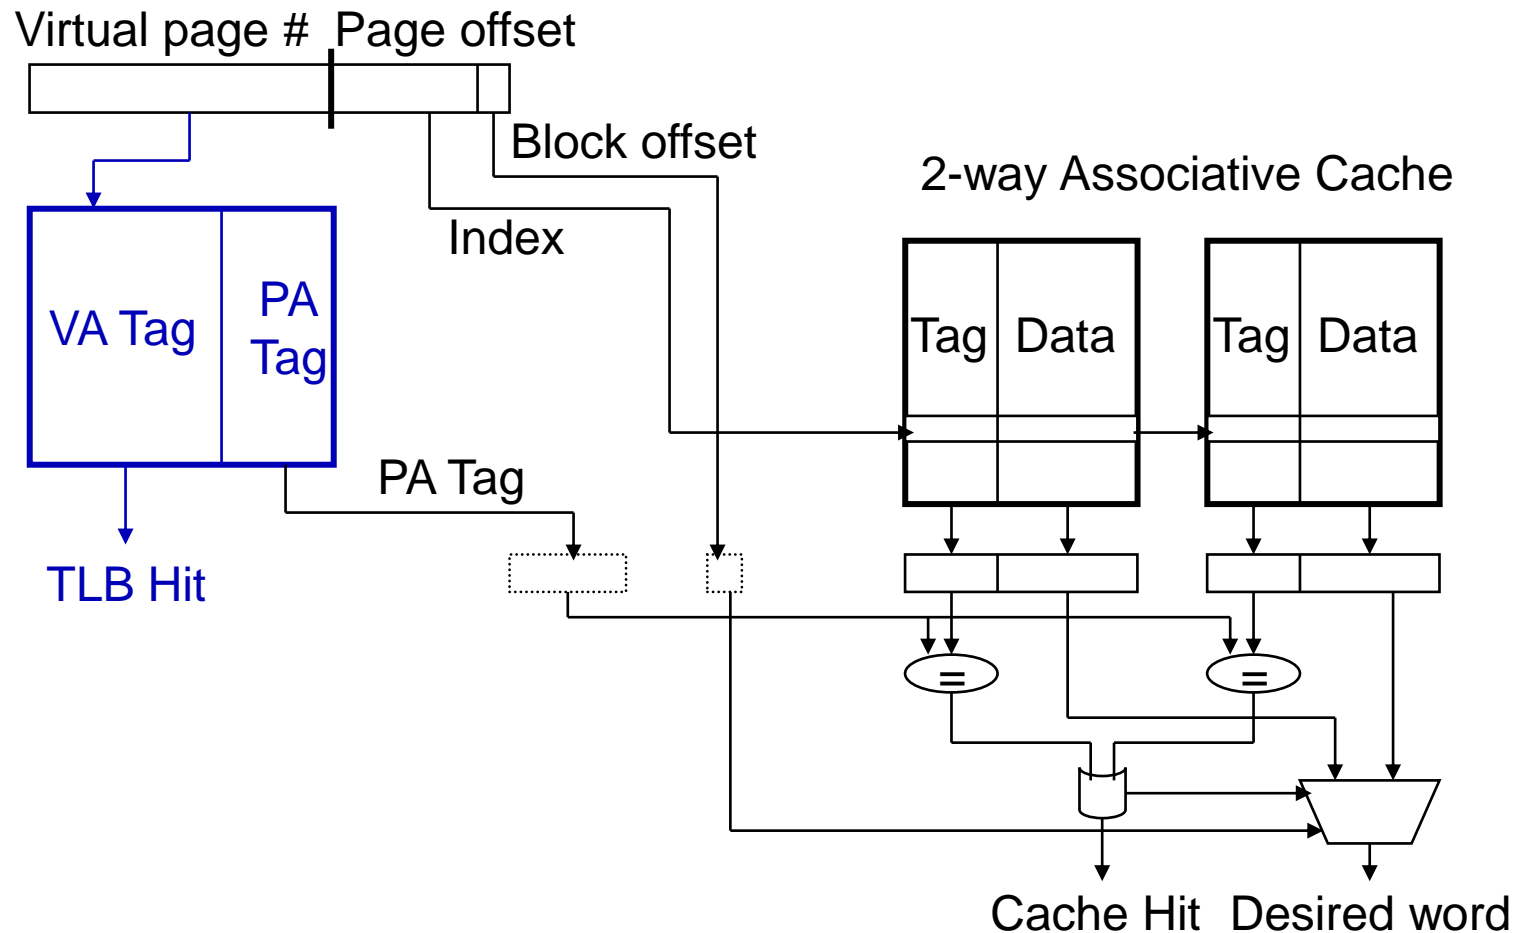 Virtual page # Page offset
Block offset
2-way Associative Cache
Index
VA Tag
PA
Tag
Tag Data
Tag Data
PA Tag
TLB Hit
=
=
Cache Hit
Desired word